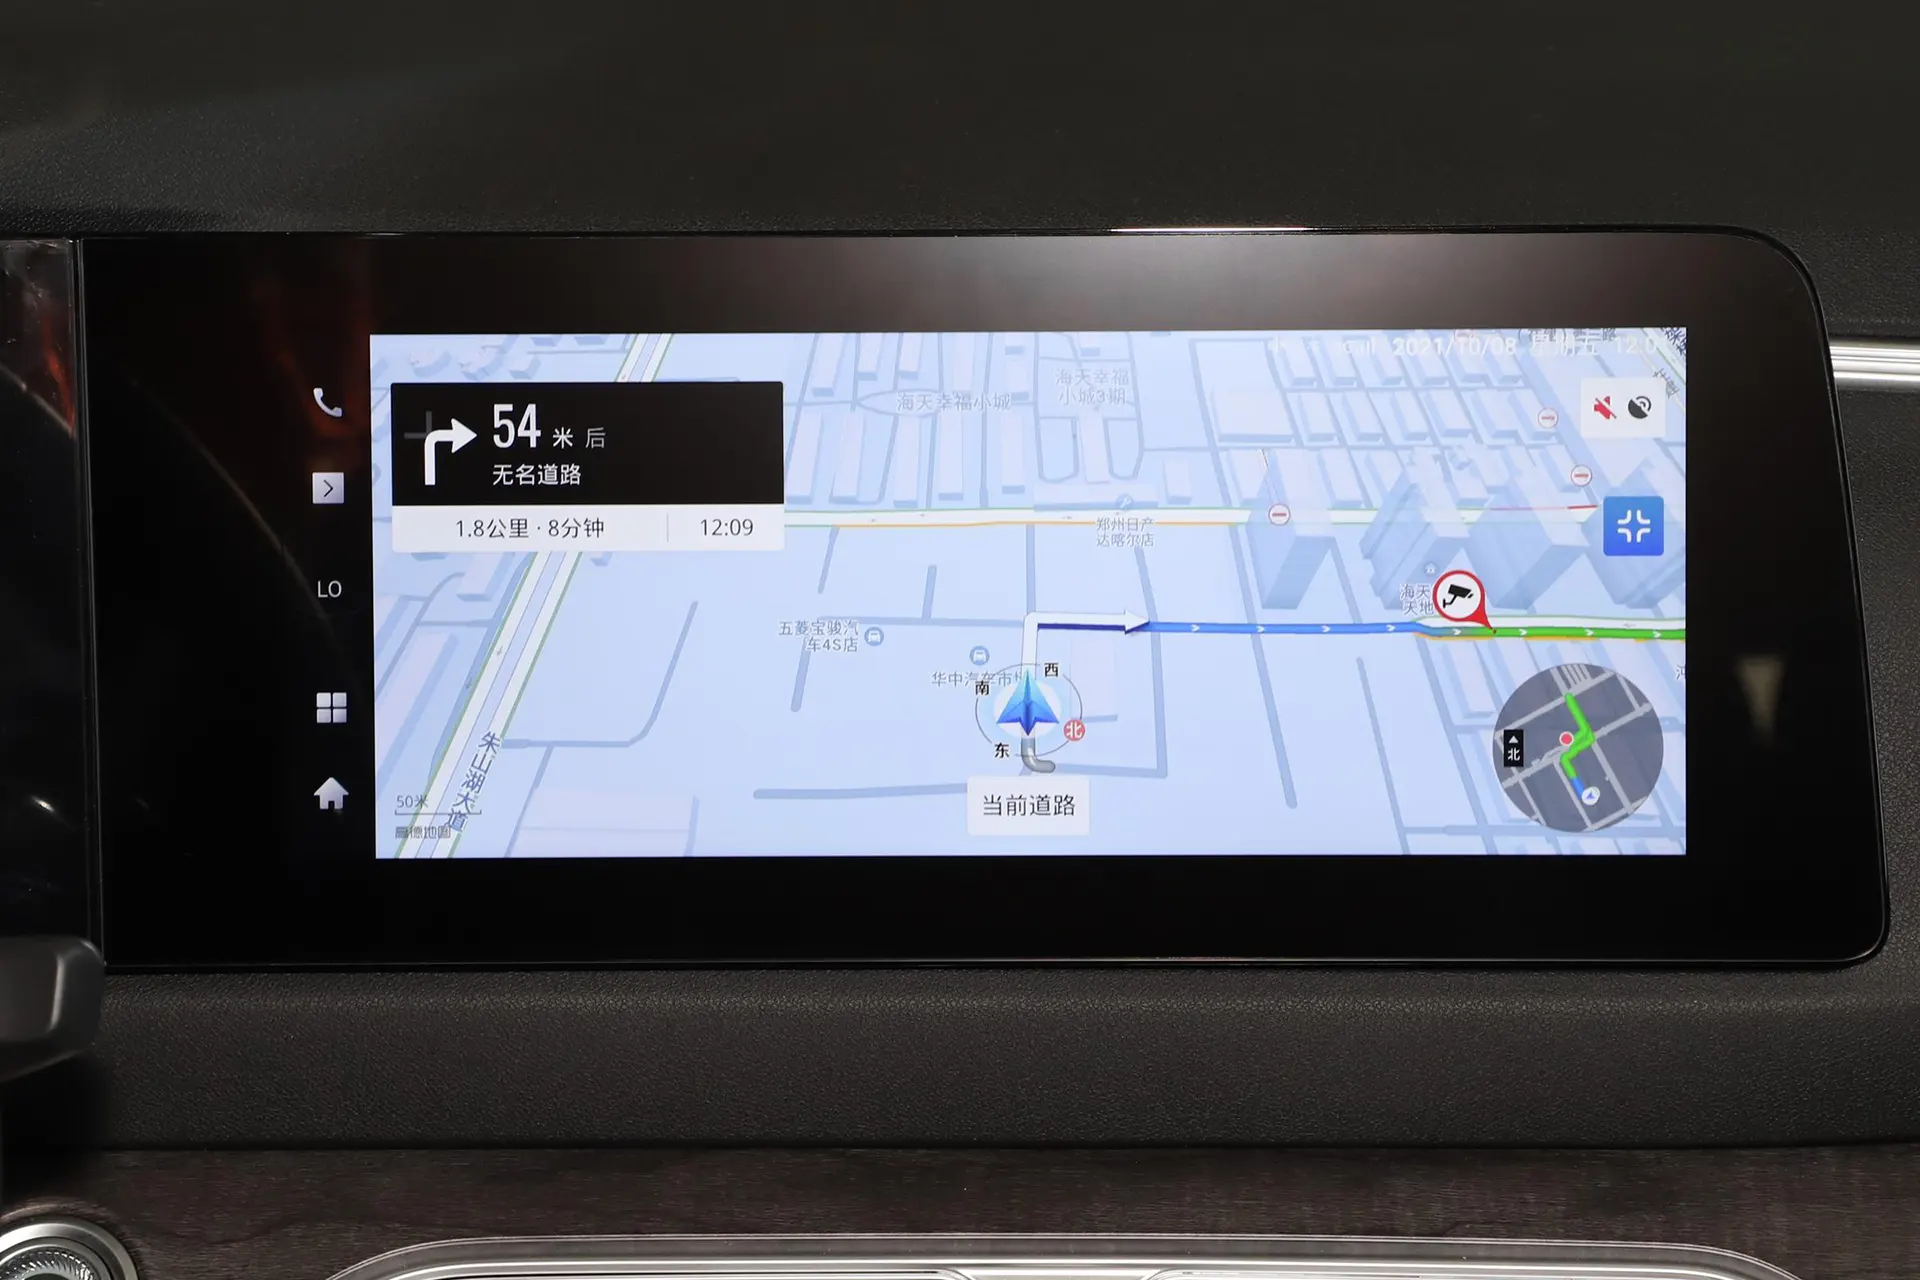 2021/10/08 星期五 12:0
54 米 后
无名道路
1.8公里 · 8分钟
12:09
LO
海天幸福小城
海天幸福
小城3期
郑州日产
达喀尔店
海天
天地
五菱宝骏汽
车4S店
华中汽车市场
西
南
北
东
当前道路
朱山湖大道
50米
高德地图
北